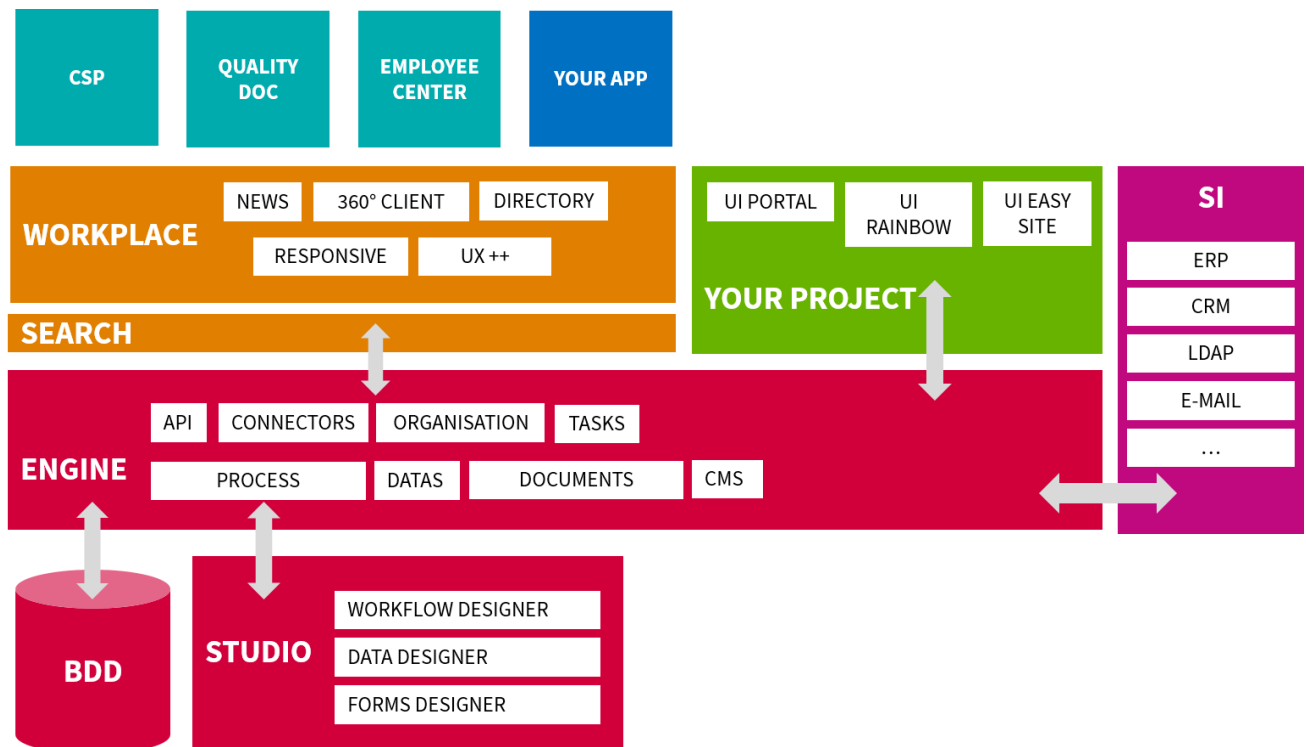 CSP
QUALITY
DOC
EMPLOYEE
CENTER
YOUR APP
WORKPLACE
NEWS
360° CLIENT
DIRECTORY
RESPONSIVE
UX ++
SEARCH
UI PORTAL
UI
RAINBOW
UI EASY
SITE
YOUR PROJECT
SI
ERP
CRM
LDAP
E-MAIL
...
ENGINE
API
CONNECTORS
ORGANISATION
TASKS
PROCESS
DATAS
DOCUMENTS
CMS
BDD
STUDIO
WORKFLOW DESIGNER
DATA DESIGNER
FORMS DESIGNER